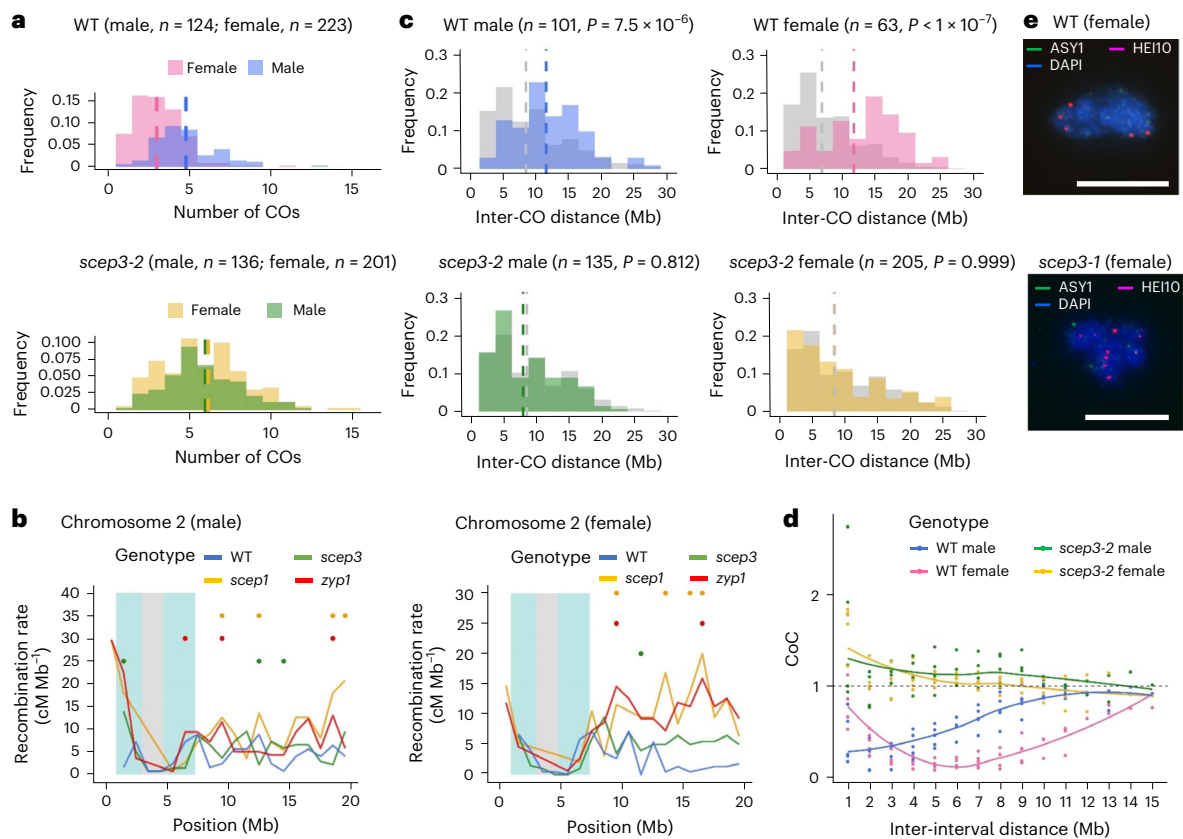 a
WT (male, n = 124; female, n = 223)
Female
Male
Frequency
0.15
0.10
0.05
0
0
5
10
15
Number of COs
scep3-2 (male, n = 136; female, n = 201)
Female
Male
Frequency
0.100
0.075
0.050
0.025
0
0
5
10
15
Number of COs
c
WT male (n = 101, P = 7.5 × 10⁻⁶)
Frequency
0.3
0.2
0.1
0
0
5
10
15
20
25
30
Inter-CO distance (Mb)
WT female (n = 63, P < 1 × 10⁻⁷)
Frequency
0.3
0.2
0.1
0
0
5
10
15
20
25
30
Inter-CO distance (Mb)
scep3-2 male (n = 135, P = 0.812)
Frequency
0.3
0.2
0.1
0
0
5
10
15
20
25
30
Inter-CO distance (Mb)
scep3-2 female (n = 205, P = 0.999)
Frequency
0.3
0.2
0.1
0
0
5
10
15
20
25
30
Inter-CO distance (Mb)
e
WT (female)
ASY1
HEI10
DAPI
scep3-1 (female)
ASY1
HEI10
DAPI
b
Chromosome 2 (male)
Genotype
WT
scep3
scep1
zyp1
Recombination rate
(cM Mb⁻¹)
40
35
30
25
20
15
10
5
0
0
5
10
15
20
Position (Mb)
Chromosome 2 (female)
Genotype
WT
scep3
scep1
zyp1
Recombination rate
(cM Mb⁻¹)
30
25
20
15
10
5
0
0
5
10
15
20
Position (Mb)
d
Genotype
WT male
scep3-2 male
WT female
scep3-2 female
CoC
2
1
0
1
2
3
4
5
6
7
8
9
10
11
12
13
14
15
Inter-interval distance (Mb)